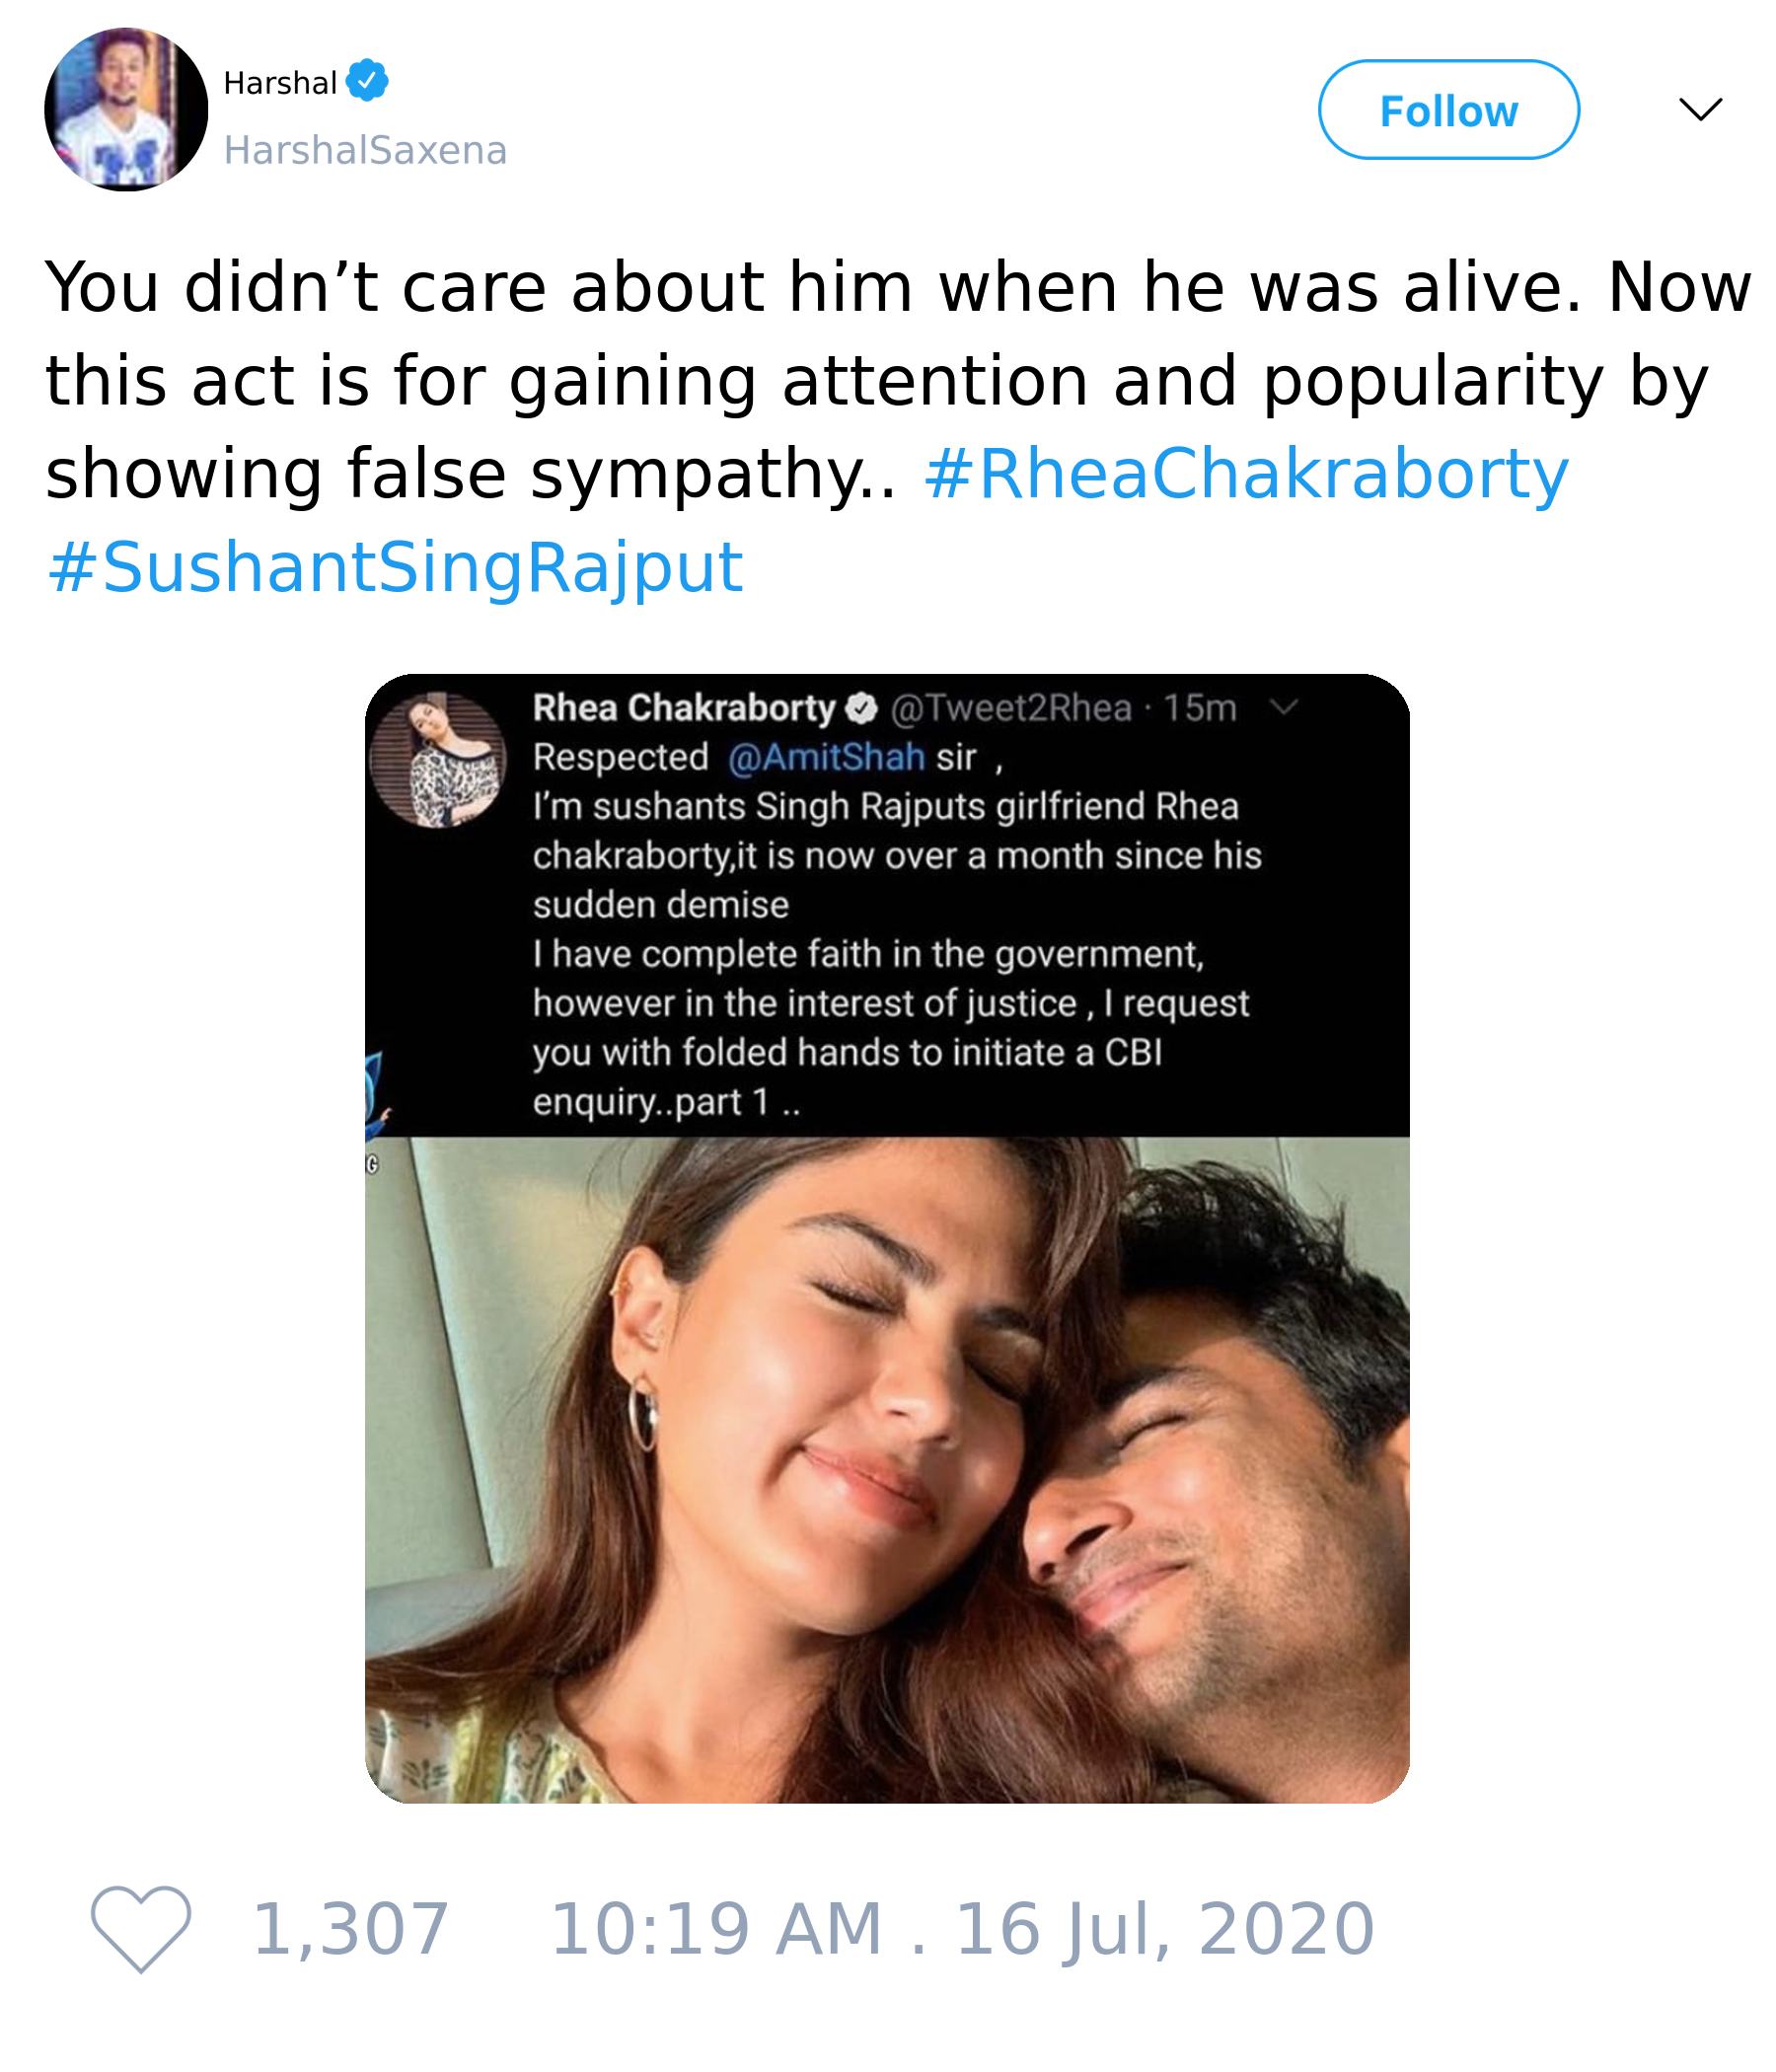 Harshal
HarshalSaxena
Follow
You didn’t care about him when he was alive. Now
this act is for gaining attention and popularity by
showing false sympathy.. #RheaChakraborty
#SushantSingRajput
Rhea Chakraborty @Tweet2Rhea · 15m
Respected @AmitShah sir ,
I’m sushants Singh Rajputs girlfriend Rhea
chakraborty,it is now over a month since his
sudden demise
I have complete faith in the government,
however in the interest of justice , I request
you with folded hands to initiate a CBI
enquiry..part 1 ..
G
1,307 10:19 AM . 16 Jul, 2020